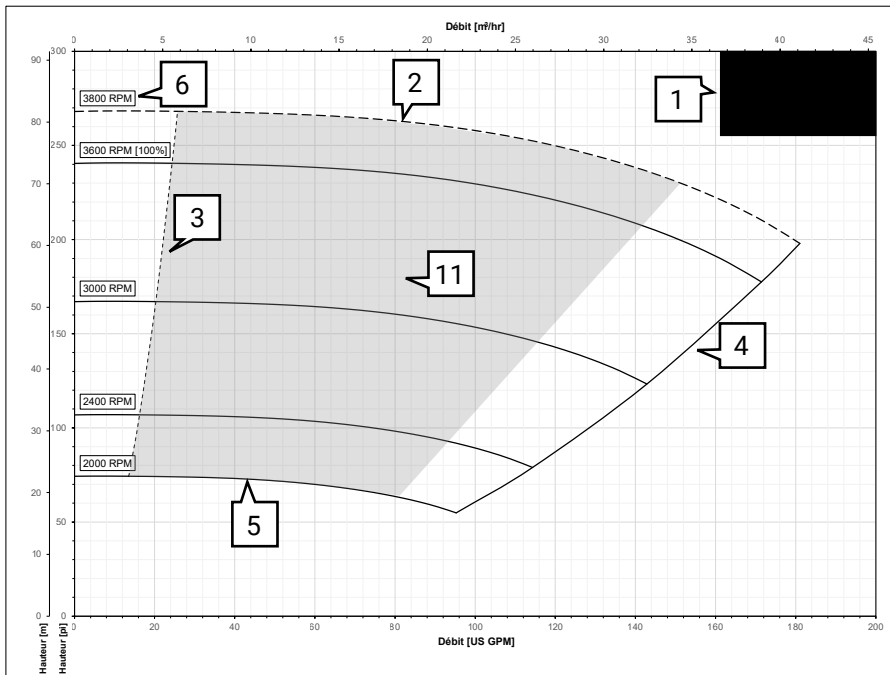 Débit [m³/hr]
0 5 10 15 20 25 30 35 40 45
90 300
1
2
6
3800 RPM
80 250
3600 RPM [100%]
70
3
60 200
11
3000 RPM
50
150
4
40
2400 RPM
30 100
2000 RPM
20
5
50
10
0 0
0 20 40 60 80 100 120 140 160 180 200
Débit [US GPM]
Hauteur [m]
Hauteur [pi]